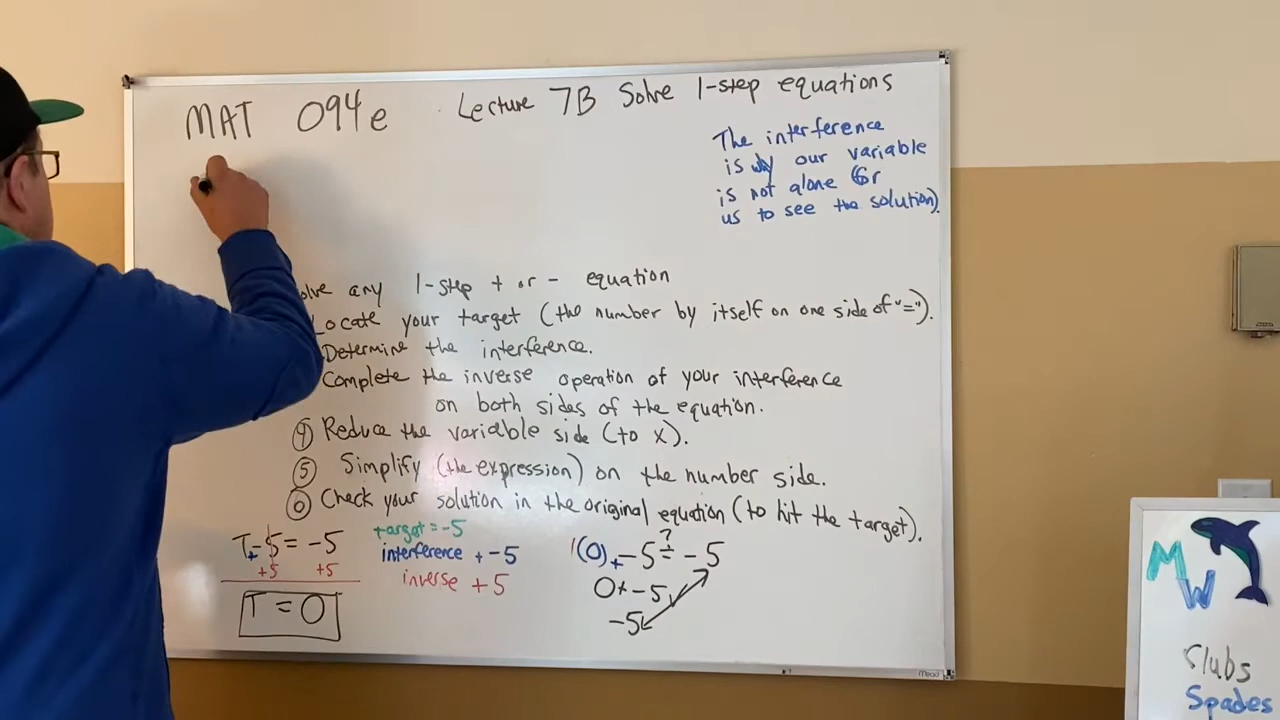 MAT 094e Lecture 7B Solve 1-step equations
The interference
is why our variable
is not alone (for
us to see the solution).
any 1-step + or - equation
Locate your target (the number by itself on one side of "=").
Determine the interference.
Complete the inverse operation of your interference
on both sides of the equation.
④ Reduce the variable side (to x).
⑤ Simplify (the expression) on the number side.
⑥ Check your solution in the original equation (to hit the target).
T - 5 = -5
+
+5 +5
T = 0
target = -5
interference + -5
inverse + 5
1(0) + -5 ≟ -5
0 + -5
-5
MW
Clubs
Spades
Mead